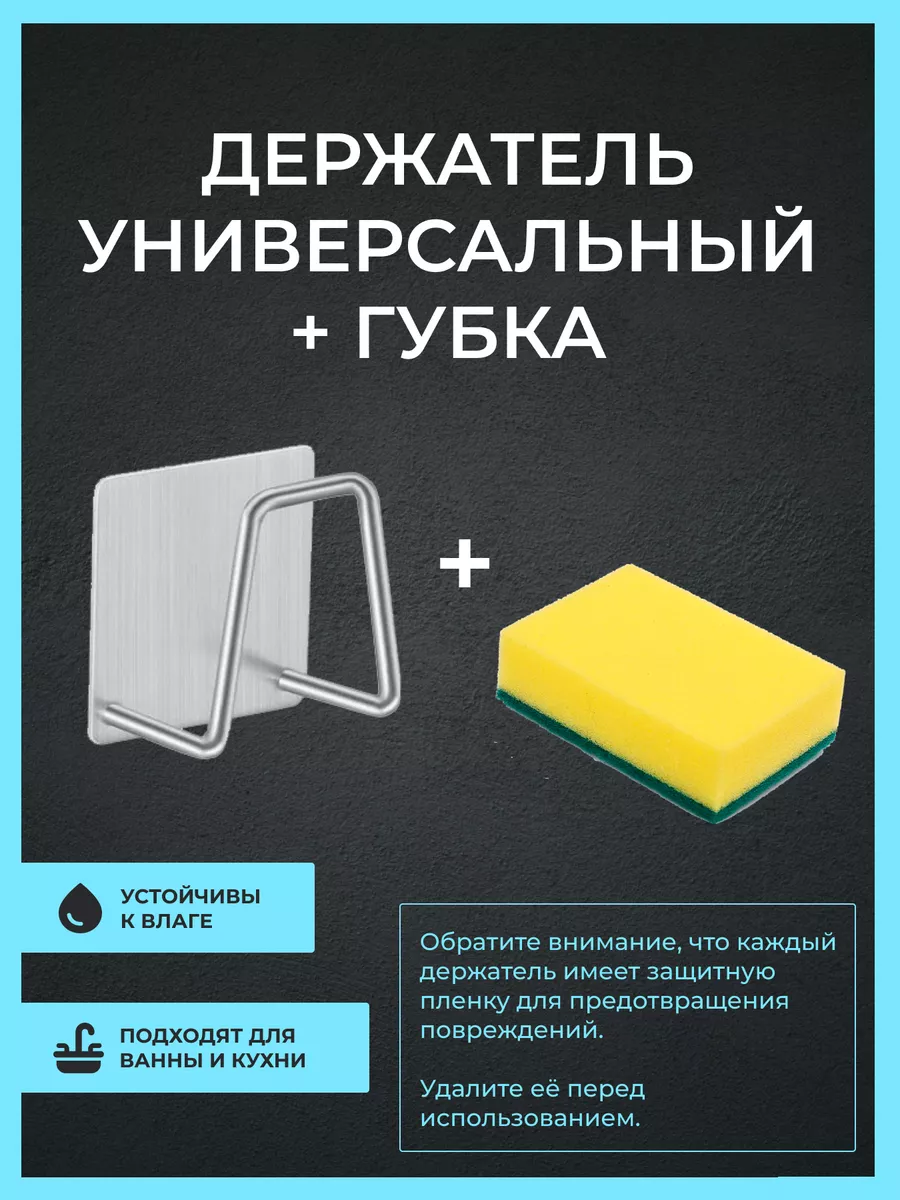 ДЕРЖАТЕЛЬ
УНИВЕРСАЛЬНЫЙ
+ ГУБКА
+
УСТОЙЧИВЫ
К ВЛАГЕ
ПОДХОДЯТ ДЛЯ
ВАННЫ И КУХНИ
Обратите внимание, что каждый
держатель имеет защитную
пленку для предотвращения
повреждений.
Удалите её перед
использованием.